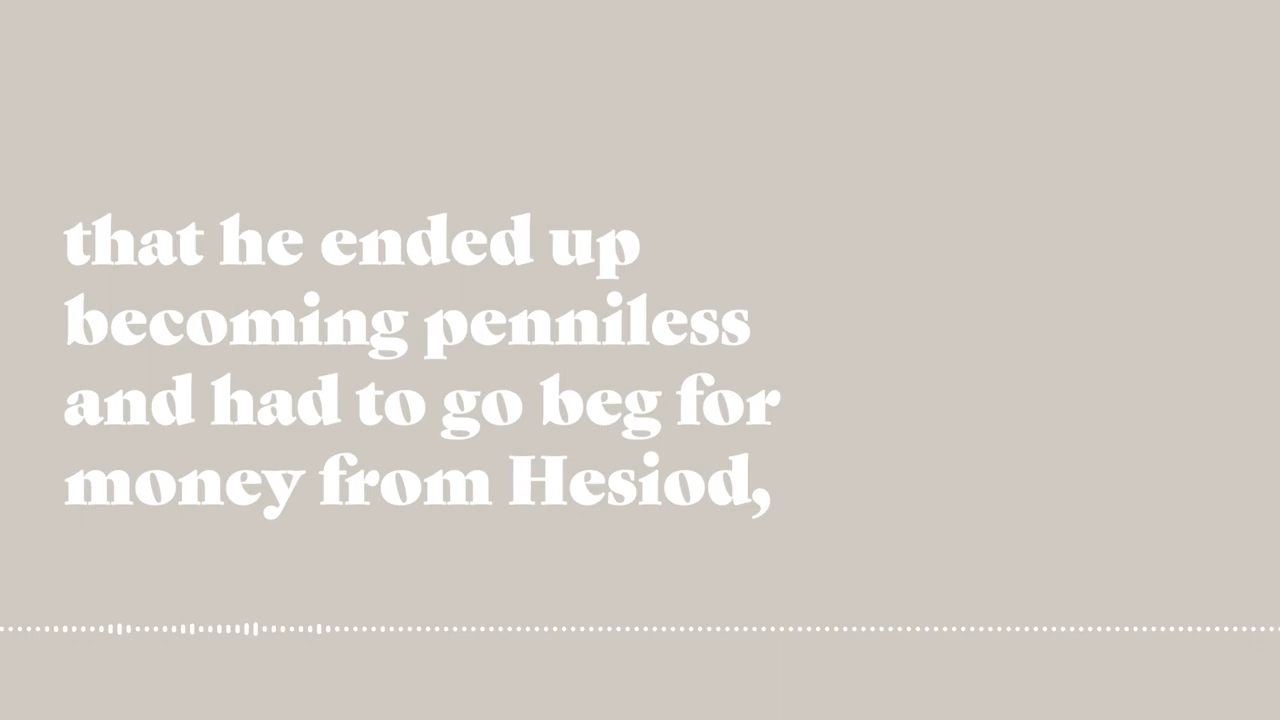 that he ended up
becoming penniless
and had to go beg for
money from Hesiod,